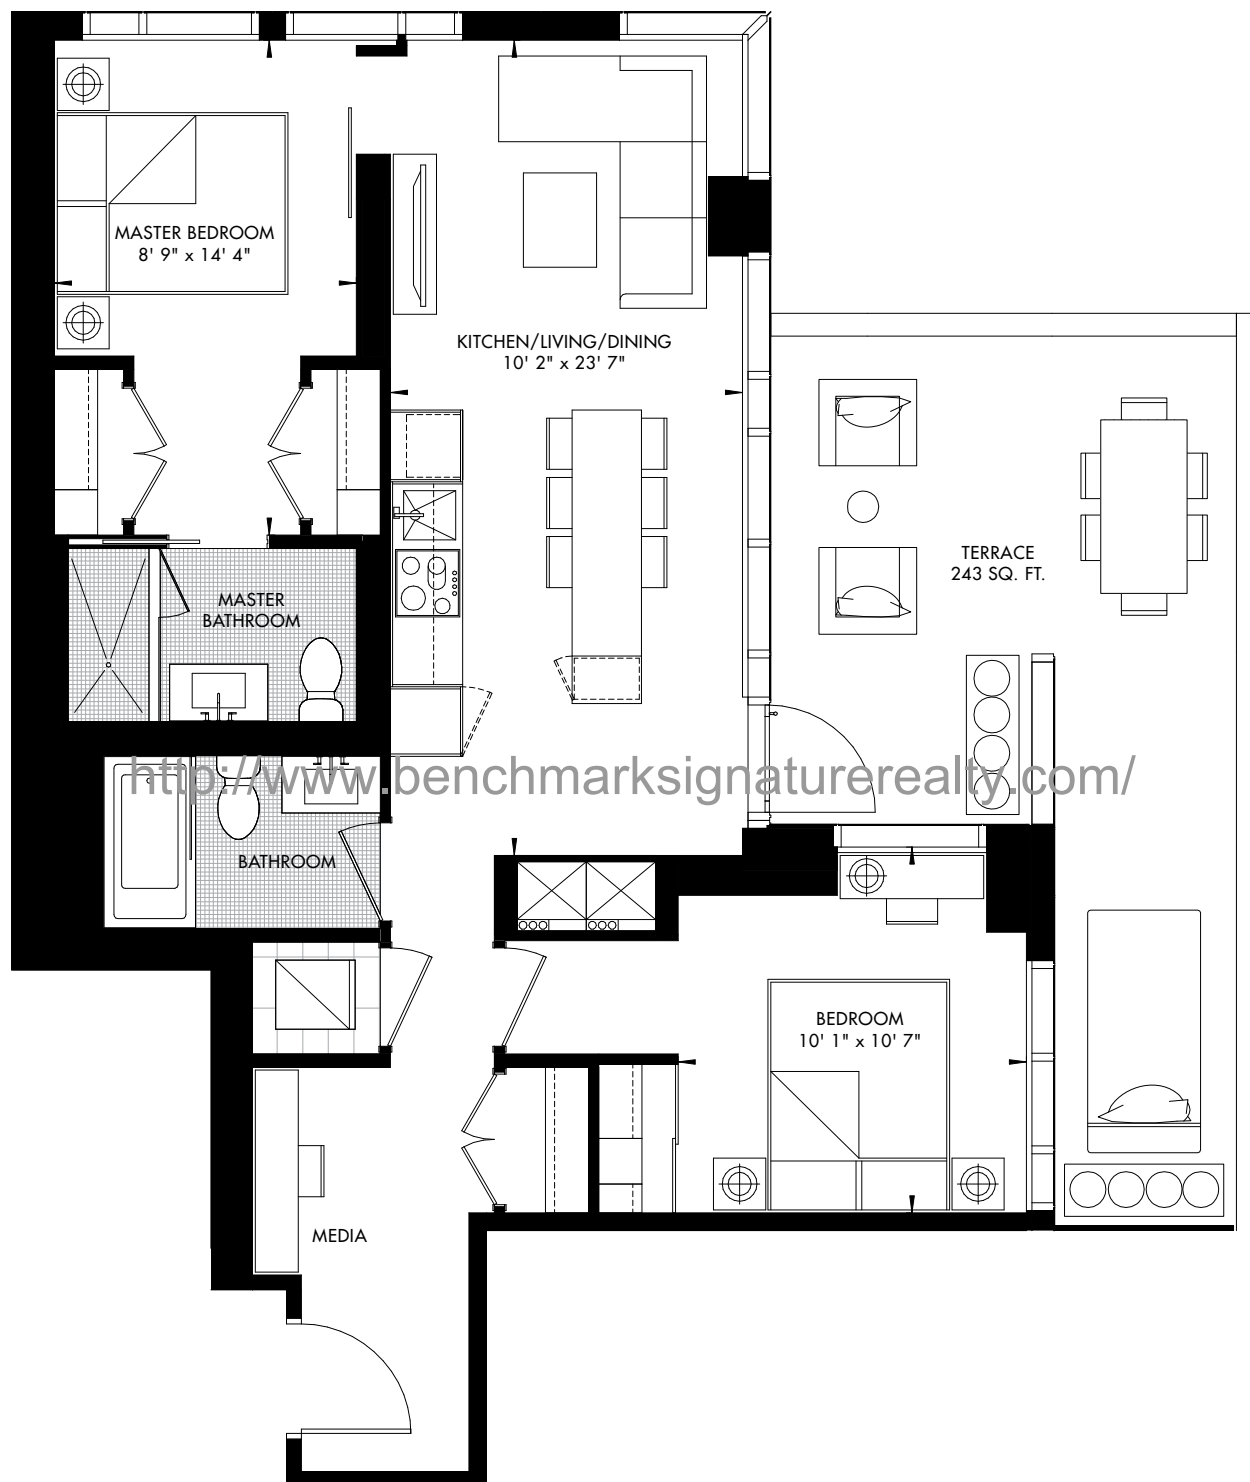 MASTER BEDROOM
8' 9" x 14' 4"
KITCHEN/LIVING/DINING
10' 2" x 23' 7"
TERRACE
243 SQ. FT.
MASTER
BATHROOM
http://www.benchmarksignaturerealty.com/
BATHROOM
BEDROOM
10' 1" x 10' 7"
MEDIA